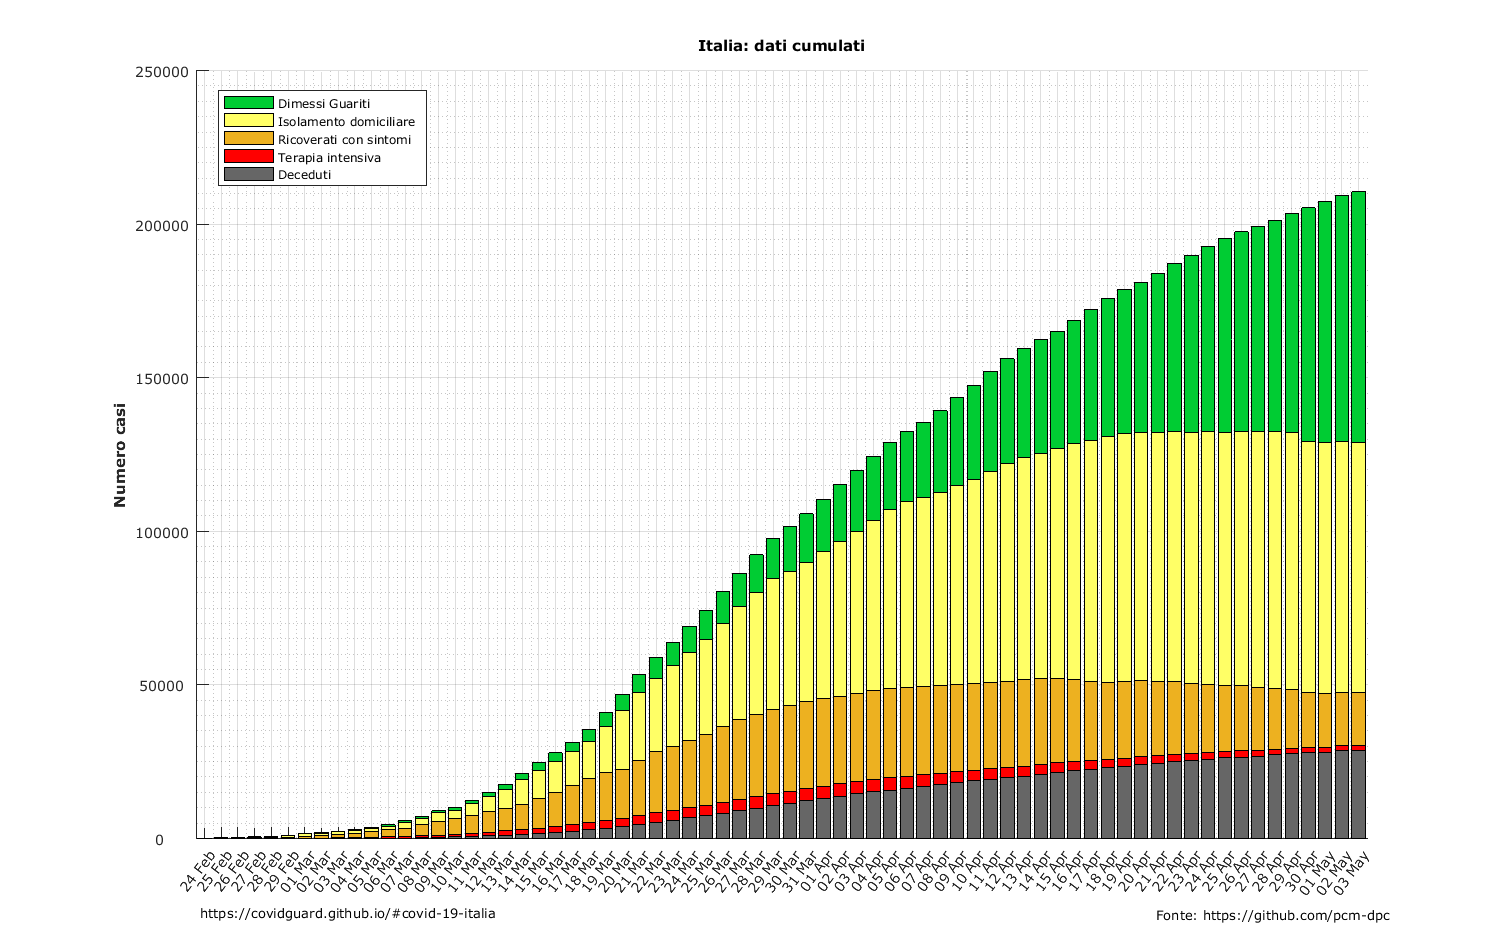 Italia: dati cumulati
250000
200000
150000
100000
50000
0
Numero casi
Dimessi Guariti
Isolamento domiciliare
Ricoverati con sintomi
Terapia intensiva
Deceduti
24 Feb
25 Feb
26 Feb
27 Feb
28 Feb
29 Feb
01 Mar
02 Mar
03 Mar
04 Mar
05 Mar
06 Mar
07 Mar
08 Mar
09 Mar
10 Mar
11 Mar
12 Mar
13 Mar
14 Mar
15 Mar
16 Mar
17 Mar
18 Mar
19 Mar
20 Mar
21 Mar
22 Mar
23 Mar
24 Mar
25 Mar
26 Mar
27 Mar
28 Mar
29 Mar
30 Mar
31 Mar
01 Apr
02 Apr
03 Apr
04 Apr
05 Apr
06 Apr
07 Apr
08 Apr
09 Apr
10 Apr
11 Apr
12 Apr
13 Apr
14 Apr
15 Apr
16 Apr
17 Apr
18 Apr
19 Apr
20 Apr
21 Apr
22 Apr
23 Apr
24 Apr
25 Apr
26 Apr
27 Apr
28 Apr
29 Apr
30 Apr
01 May
02 May
03 May
https://covidguard.github.io/#covid-19-italia
Fonte: https://github.com/pcm-dpc